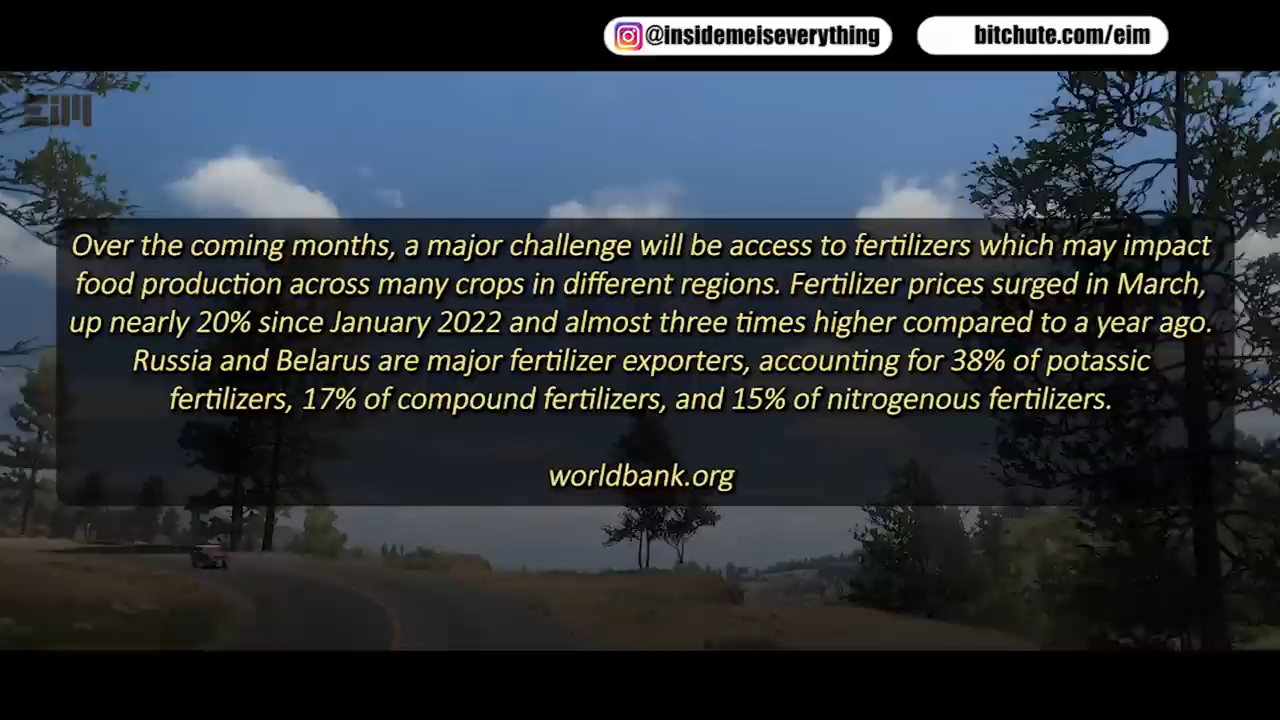 @insidemeiseverything
bitchute.com/eim
EiM
Over the coming months, a major challenge will be access to fertilizers which may impact
food production across many crops in different regions. Fertilizer prices surged in March,
up nearly 20% since January 2022 and almost three times higher compared to a year ago.
Russia and Belarus are major fertilizer exporters, accounting for 38% of potassic
fertilizers, 17% of compound fertilizers, and 15% of nitrogenous fertilizers.
worldbank.org